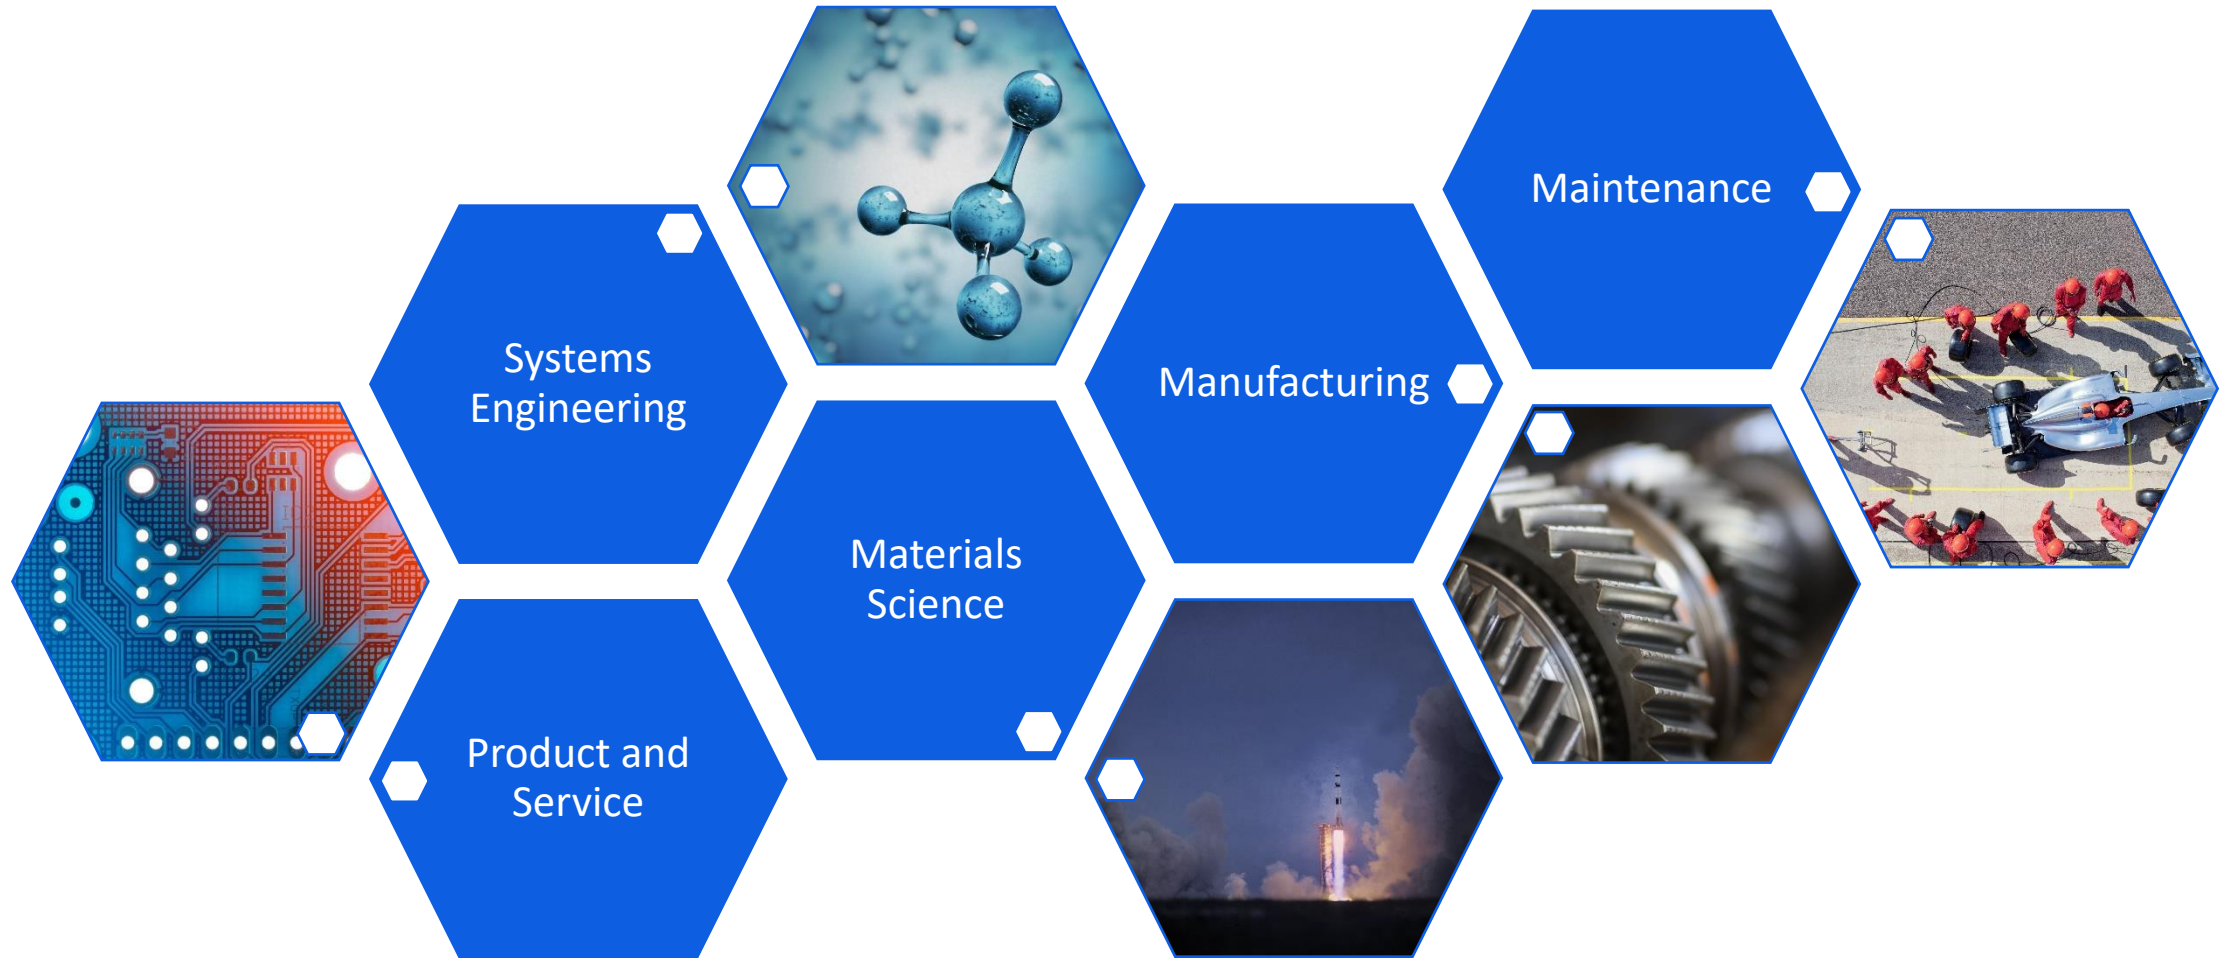 Systems
Engineering
Product and
Service
Materials
Science
Manufacturing
Maintenance